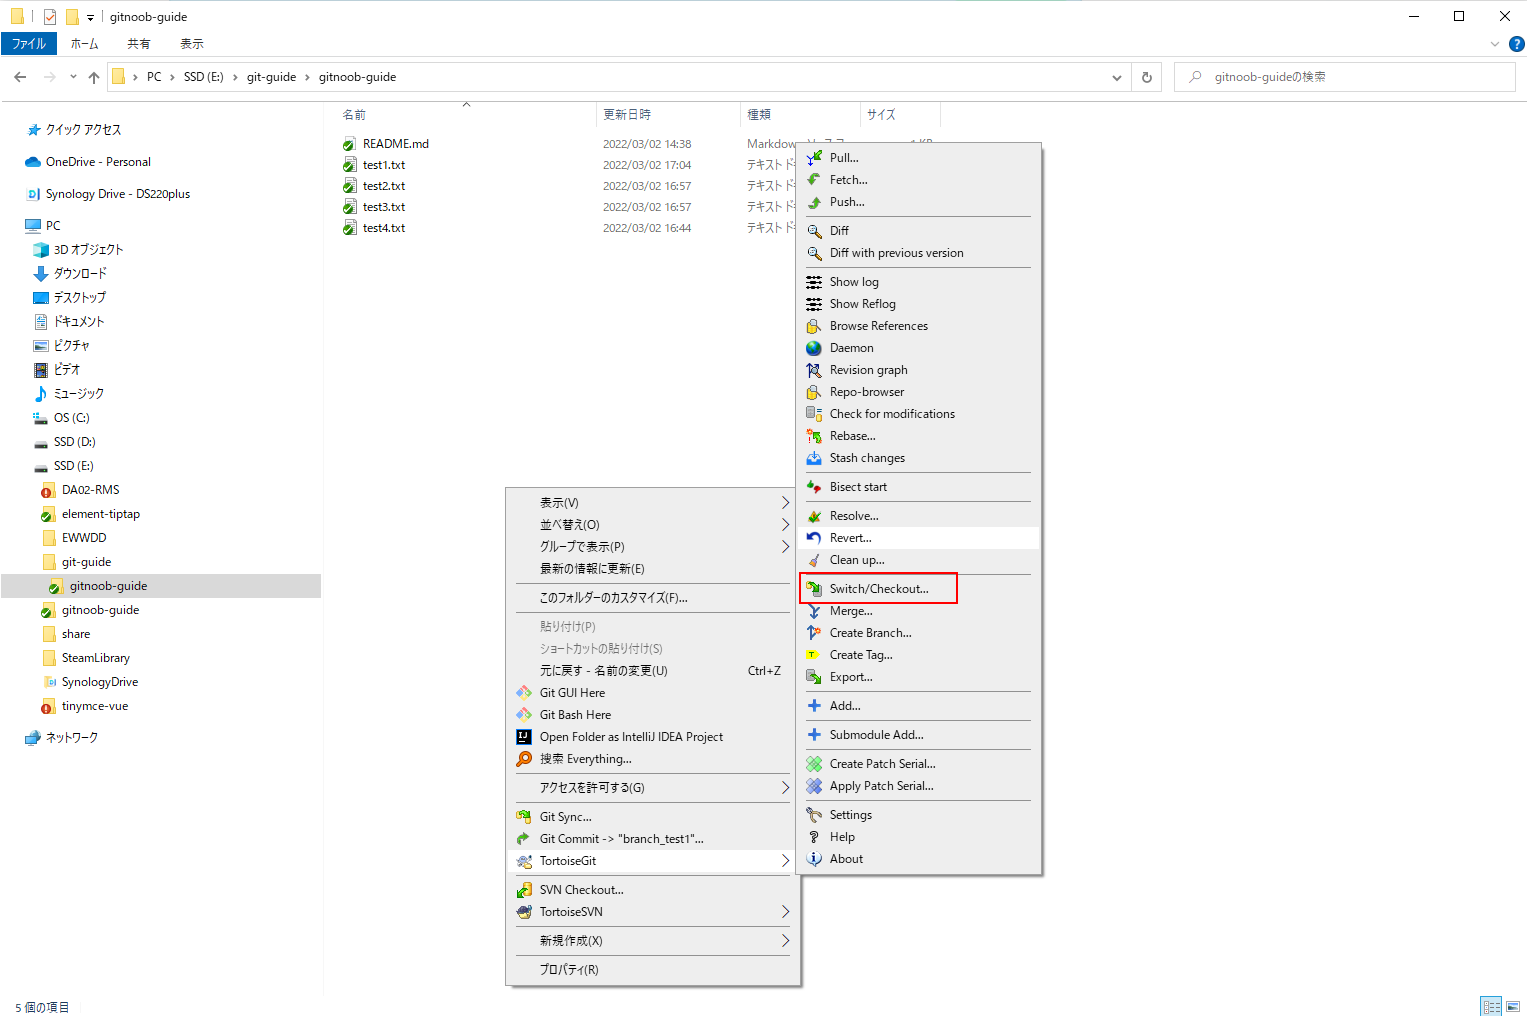 gitnoob-guide
ファイル ホーム 共有 表示
PC › SSD (E:) › git-guide › gitnoob-guide
gitnoob-guideの検索
クイック アクセス
OneDrive - Personal
Synology Drive - DS220plus
PC
3D オブジェクト
ダウンロード
デスクトップ
ドキュメント
ピクチャ
ビデオ
ミュージック
OS (C:)
SSD (D:)
SSD (E:)
DA02-RMS
element-tiptap
EWWDD
git-guide
gitnoob-guide
gitnoob-guide
share
SteamLibrary
SynologyDrive
tinymce-vue
ネットワーク
名前 更新日時 種類 サイズ
README.md 2022/03/02 14:38
test1.txt 2022/03/02 17:04 テキスト
test2.txt 2022/03/02 16:57 テキスト
test3.txt 2022/03/02 16:57 テキスト
test4.txt 2022/03/02 16:44 テキスト
表示(V)
並べ替え(O)
グループで表示(P)
最新の情報に更新(E)
このフォルダーのカスタマイズ(F)...
貼り付け(P)
ショートカットの貼り付け(S)
元に戻す - 名前の変更(U) Ctrl+Z
Git GUI Here
Git Bash Here
Open Folder as IntelliJ IDEA Project
搜索 Everything...
アクセスを許可する(G)
Git Sync...
Git Commit -> "branch_test1"...
TortoiseGit
SVN Checkout...
TortoiseSVN
新規作成(X)
プロパティ(R)
Pull...
Fetch...
Push...
Diff
Diff with previous version
Show log
Show Reflog
Browse References
Daemon
Revision graph
Repo-browser
Check for modifications
Rebase...
Stash changes
Bisect start
Resolve...
Revert...
Clean up...
Switch/Checkout...
Merge...
Create Branch...
Create Tag...
Export...
Add...
Submodule Add...
Create Patch Serial...
Apply Patch Serial...
Settings
Help
About
5 個の項目